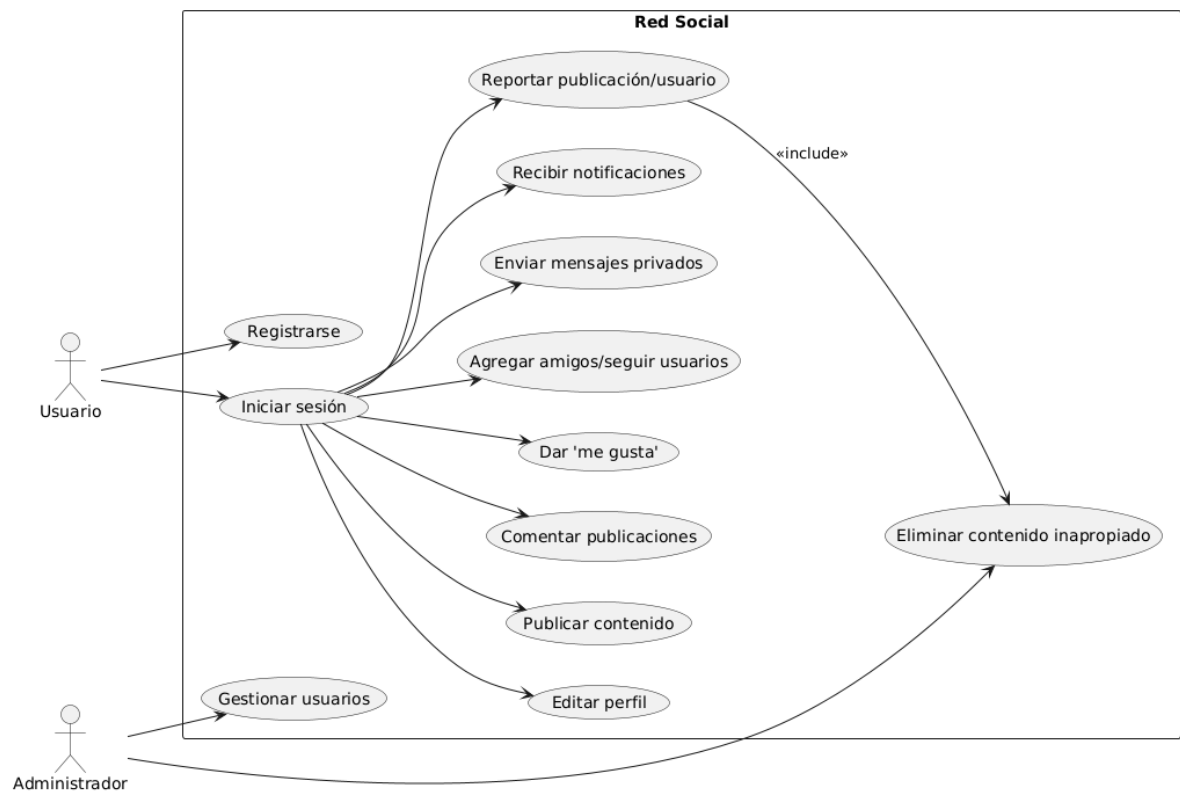 Red Social
Reportar publicación/usuario
«include»
Recibir notificaciones
Enviar mensajes privados
Registrarse
Agregar amigos/seguir usuarios
Usuario
Iniciar sesión
Dar 'me gusta'
Comentar publicaciones
Eliminar contenido inapropiado
Publicar contenido
Gestionar usuarios
Editar perfil
Administrador